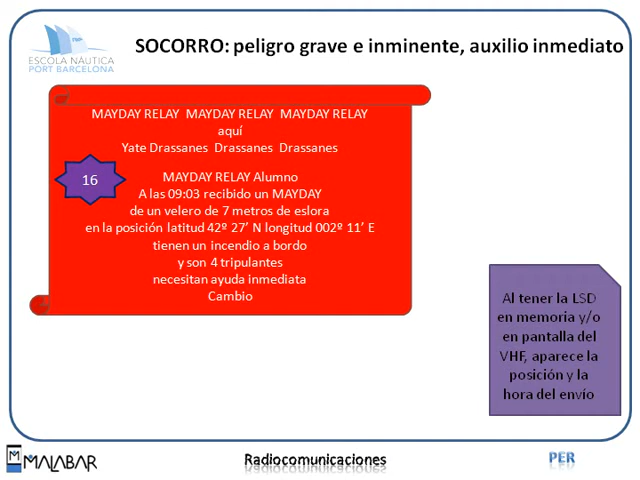 SOCORRO: peligro grave e inminente, auxilio inmediato
ESCOLA NÀUTICA
PORT BARCELONA
MAYDAY RELAY MAYDAY RELAY MAYDAY RELAY
aquí
Yate Drassanes Drassanes Drassanes
16
MAYDAY RELAY Alumno
A las 09:03 recibido un MAYDAY
de un velero de 7 metros de eslora
en la posición latitud 42º 27’ N longitud 002º 11’ E
tienen un incendio a bordo
y son 4 tripulantes
necesitan ayuda inmediata
Cambio
Al tener la LSD
en memoria y/o
en pantalla del
VHF, aparece la
posición y la
hora del envío
MALABAR
Radiocomunicaciones
PER